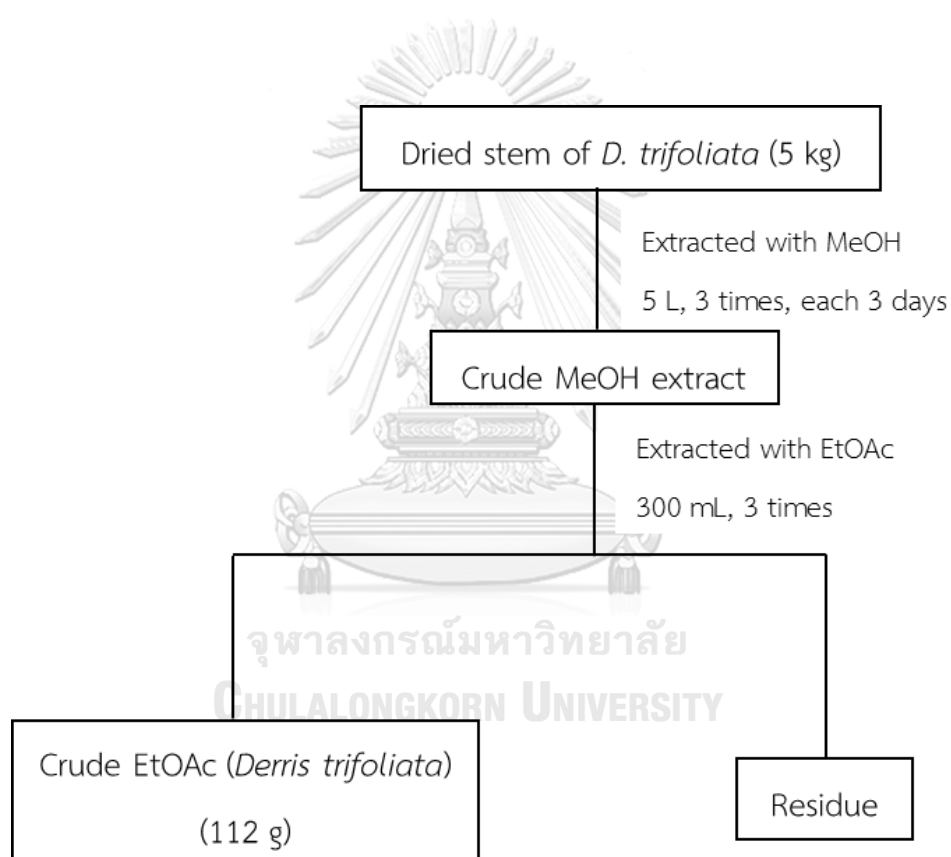 Dried stem of D. trifoliata (5 kg)
Extracted with MeOH
5 L, 3 times, each 3 days
Crude MeOH extract
Extracted with EtOAc
300 mL, 3 times
จุฬาลงกรณ์มหาวิทยาลัย
CHULALONGKORN UNIVERSITY
Crude EtOAc (Derris trifoliata)
(112 g)
Residue